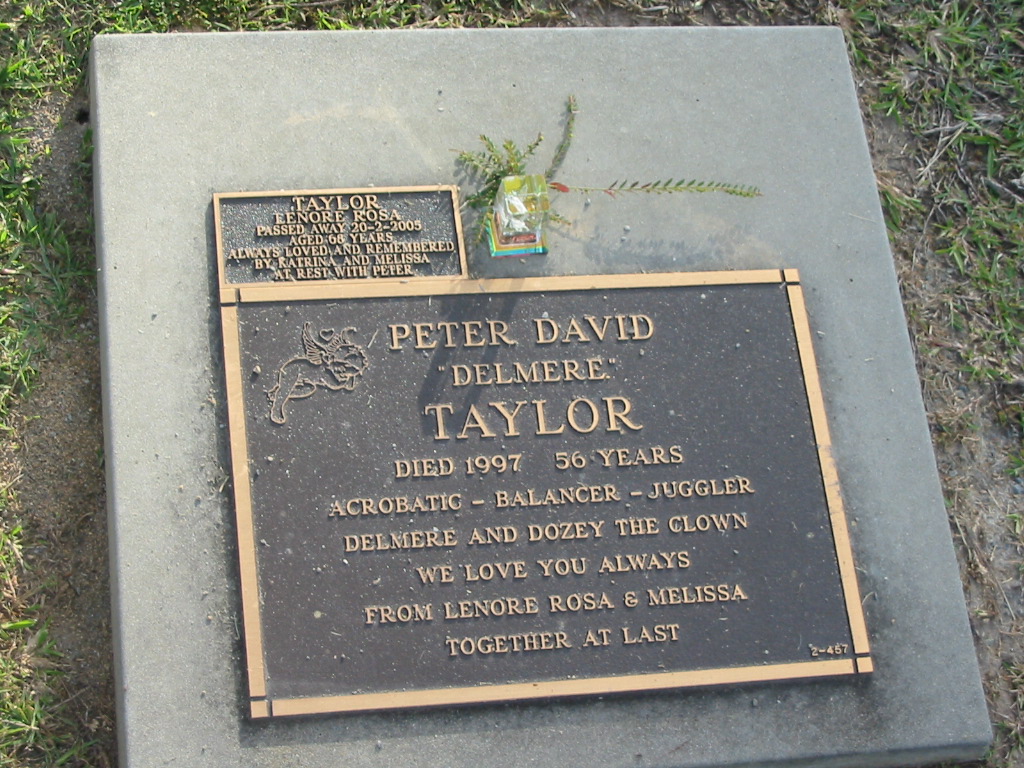 TAYLOR
LENORE ROSA
PASSED AWAY 20-2-2005
AGED 68 YEARS
ALWAYS LOVED AND REMEMBERED
BY KATRINA AND MELISSA
AT REST WITH PETER
PETER DAVID
"DELMERE"
TAYLOR
DIED 1997 56 YEARS
ACROBATIC - BALANCER - JUGGLER
DELMERE AND DOZEY THE CLOWN
WE LOVE YOU ALWAYS
FROM LENORE ROSA & MELISSA
TOGETHER AT LAST
2-457